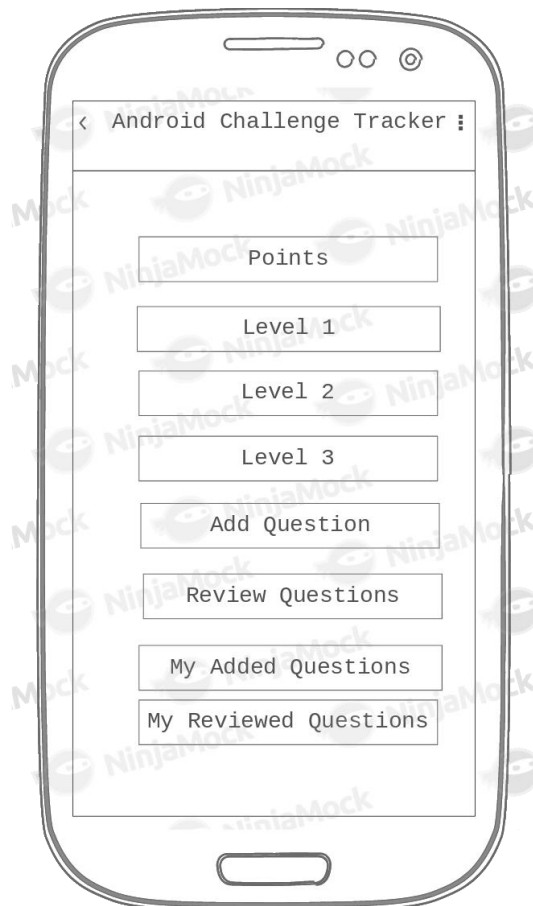 Android Challenge Tracker
Points
Level 1
Level 2
Level 3
Add Question
Review Questions
My Added Questions
My Reviewed Questions
NinjaMock